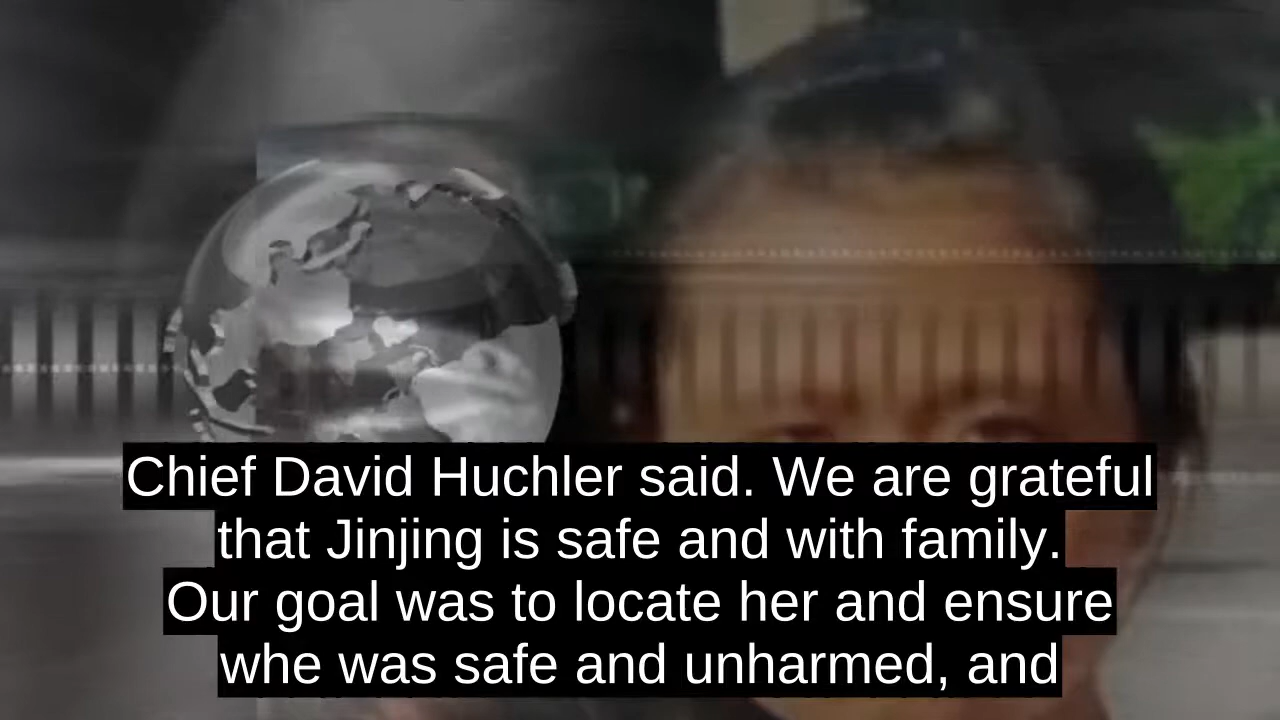 Chief David Huchler said. We are grateful
that Jinjing is safe and with family.
Our goal was to locate her and ensure
whe was safe and unharmed, and